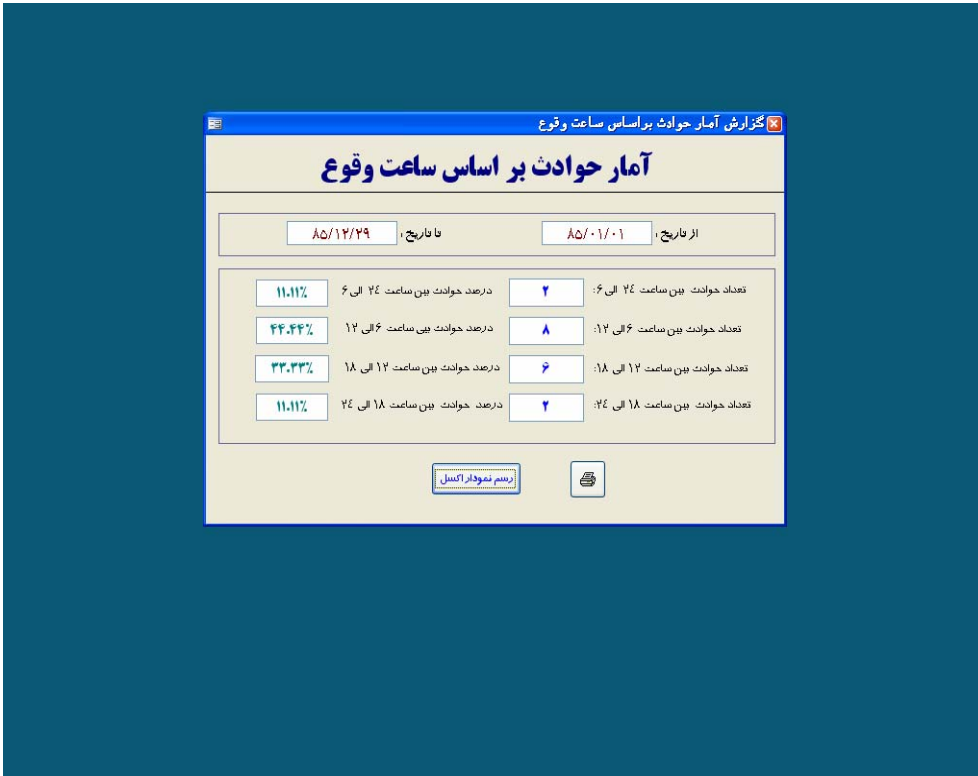 گزارش آمار حوادث براساس ساعت وقوع
آمار حوادث بر اساس ساعت وقوع
از تاریخ : ۸۵/۰۱/۰۱ تا تاریخ : ۸۵/۱۲/۲۹
تعداد حوادث بین ساعت ۲۴ الی ۶: ۲ درصد حوادث بین ساعت ۲۴ الی ۶ ۱۱.۱۱%
تعداد حوادث بین ساعت ۶ الی ۱۲: ۸ درصد حوادث بین ساعت ۶ الی ۱۲ ۴۴.۴۴%
تعداد حوادث بین ساعت ۱۲ الی ۱۸: ۶ درصد حوادث بین ساعت ۱۲ الی ۱۸ ۳۳.۳۳%
تعداد حوادث بین ساعت ۱۸ الی ۲۴: ۲ درصد حوادث بین ساعت ۱۸ الی ۲۴ ۱۱.۱۱%
رسم نمودار اکسل